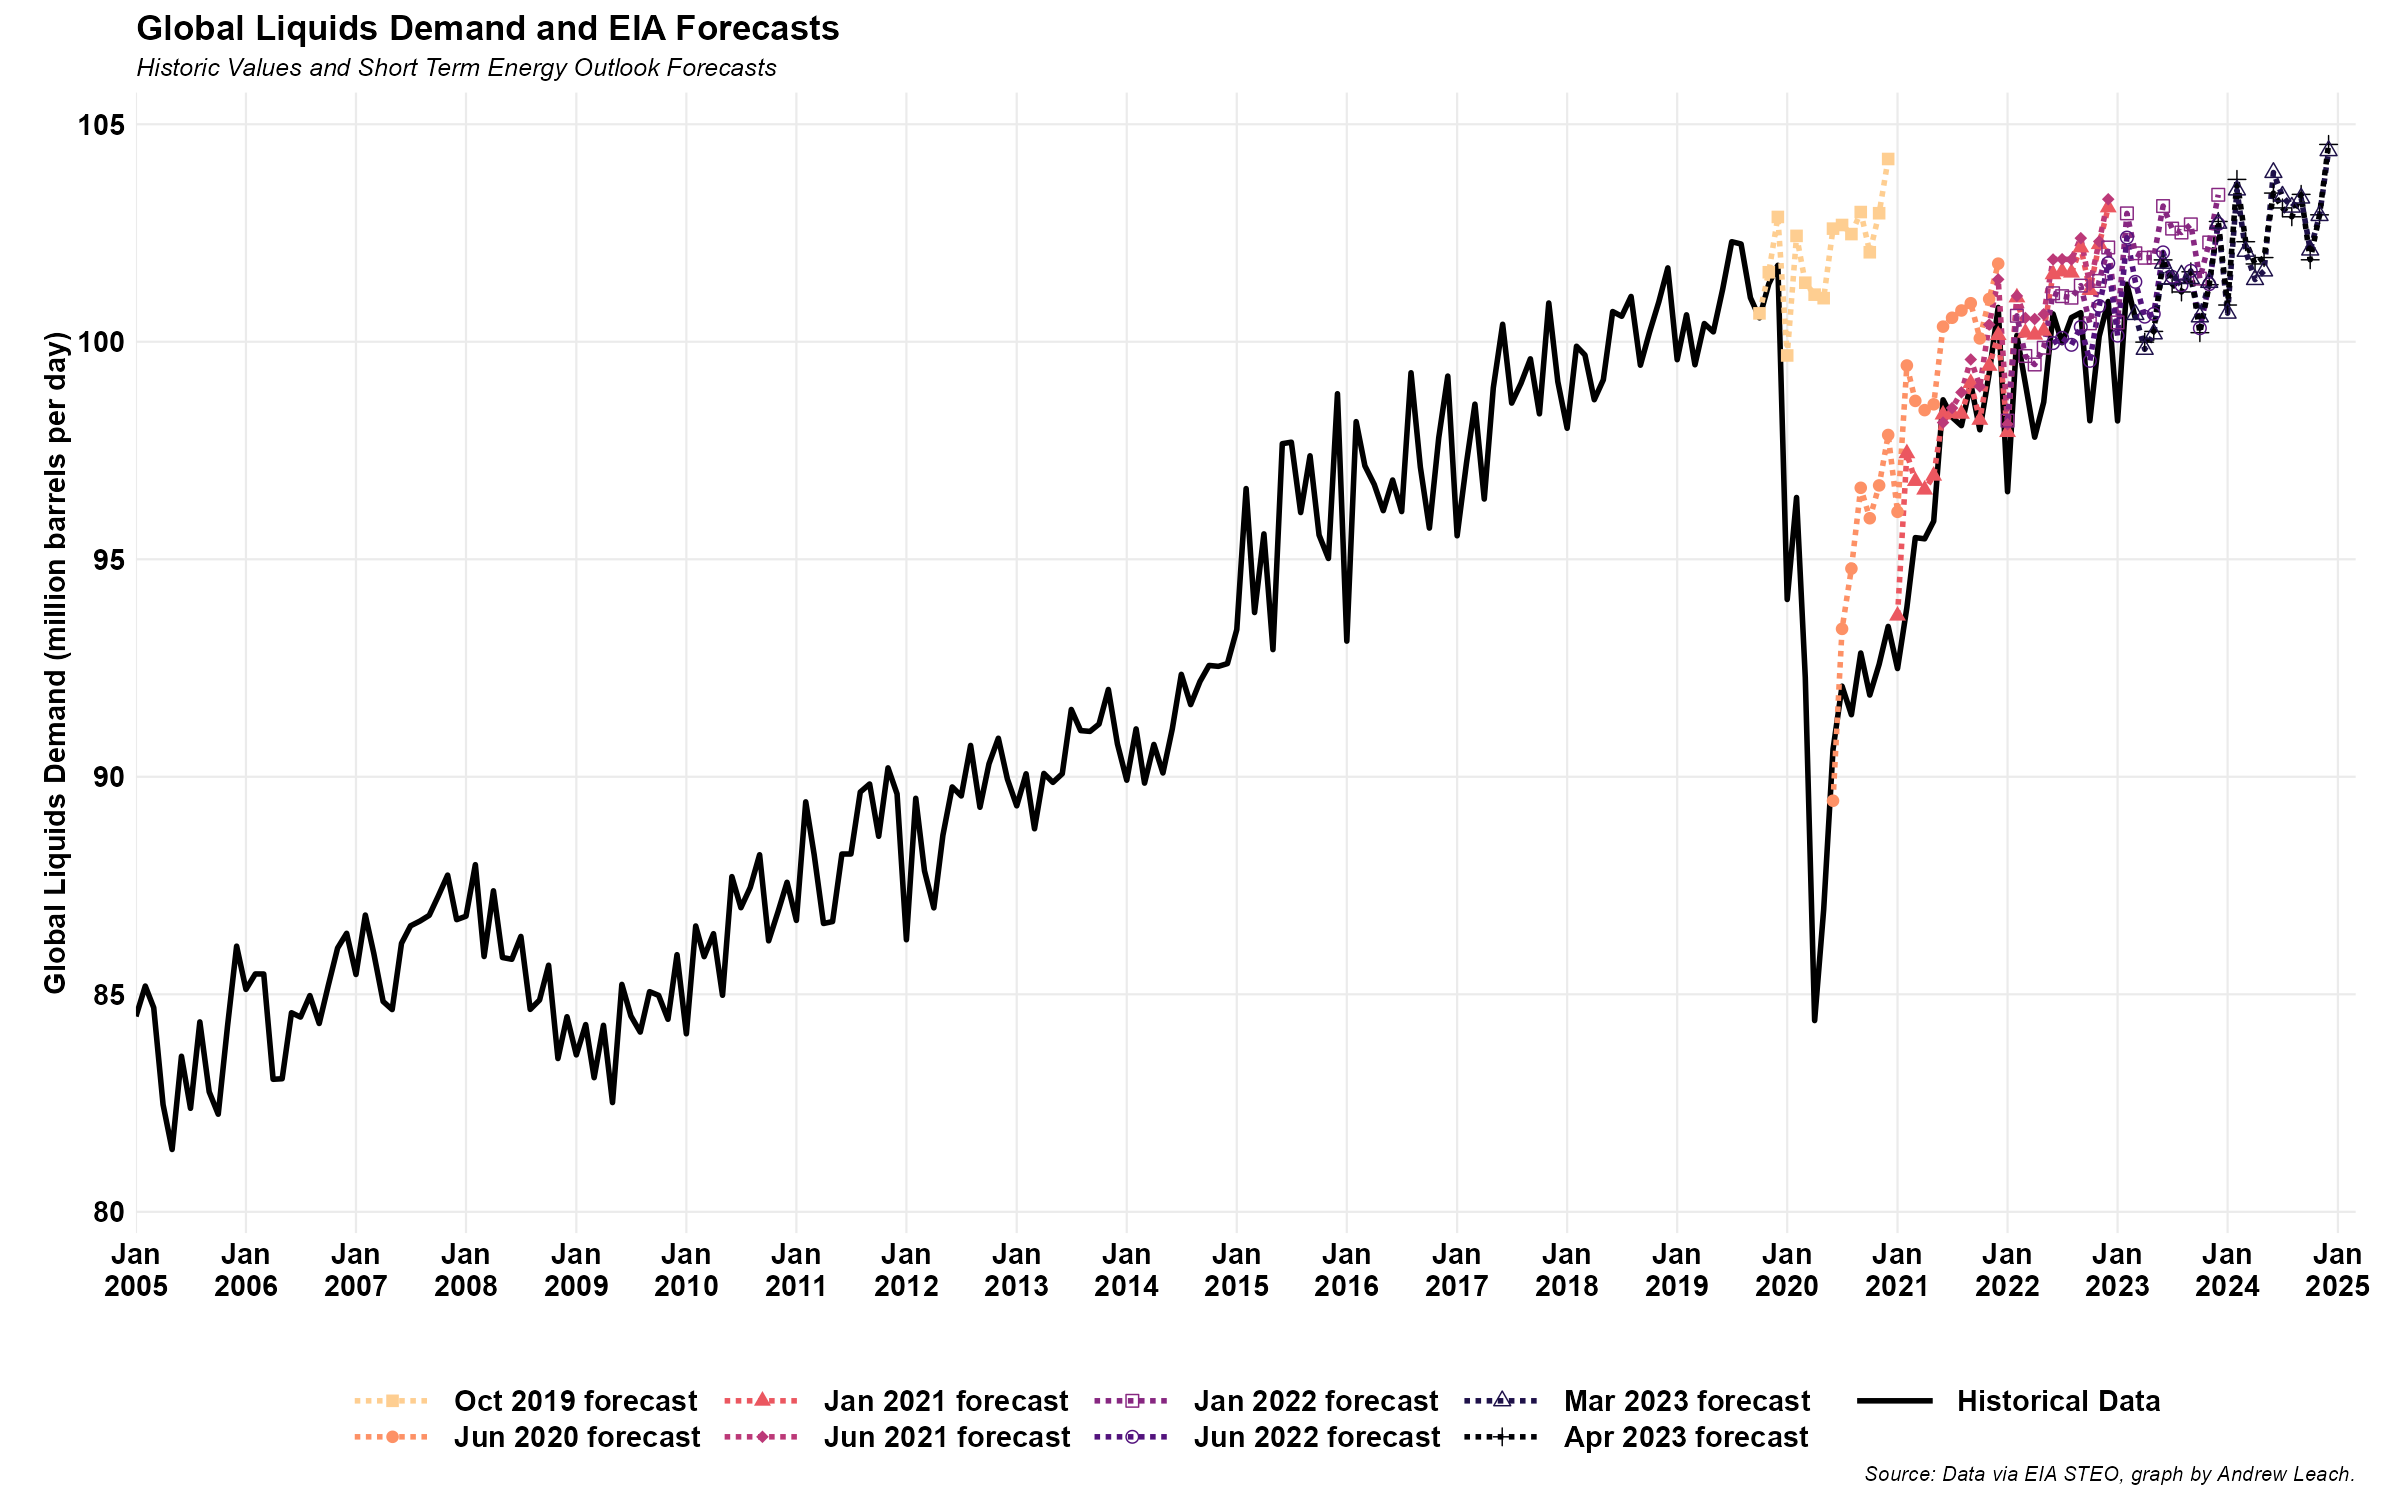 Global Liquids Demand and EIA Forecasts
Historic Values and Short Term Energy Outlook Forecasts
Global Liquids Demand (million barrels per day)
105
100
95
90
85
80
Jan 2005
Jan 2006
Jan 2007
Jan 2008
Jan 2009
Jan 2010
Jan 2011
Jan 2012
Jan 2013
Jan 2014
Jan 2015
Jan 2016
Jan 2017
Jan 2018
Jan 2019
Jan 2020
Jan 2021
Jan 2022
Jan 2023
Jan 2024
Jan 2025
Oct 2019 forecast
Jun 2020 forecast
Jan 2021 forecast
Jun 2021 forecast
Jan 2022 forecast
Jun 2022 forecast
Mar 2023 forecast
Apr 2023 forecast
Historical Data
Source: Data via EIA STEO, graph by Andrew Leach.